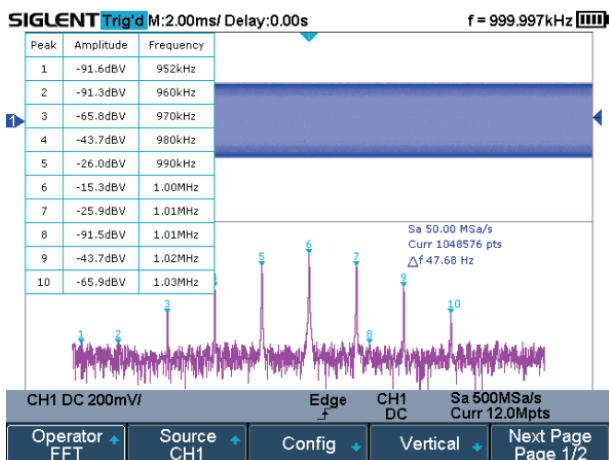 SIGLENT Trig'd M:2.00ms/ Delay:0.00s f = 999.997kHz
Peak Amplitude Frequency
1 -91.6dBV 952kHz
2 -91.3dBV 960kHz
3 -65.8dBV 970kHz
4 -43.7dBV 980kHz
5 -26.0dBV 990kHz
6 -15.3dBV 1.00MHz
7 -25.9dBV 1.01MHz
8 -91.5dBV 1.01MHz
9 -43.7dBV 1.02MHz
10 -65.9dBV 1.03MHz
1
Sa 50.00 MSa/s
Curr 1048576 pts
△f 47.68 Hz
1 2 3 5 6 7 8 9 10
CH1 DC 200mV/ Edge CH1 Sa 500MSa/s
DC Curr 12.0Mpts
Operator Source Config Vertical Next Page
FFT CH1 Page 1/2